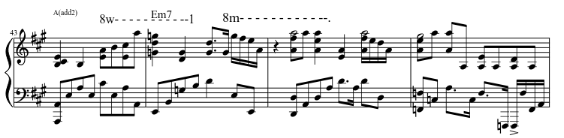 A(add2)
8w- - - - - - - - - - -1
Em7
8m- - - - - - - - - - - - -.
43